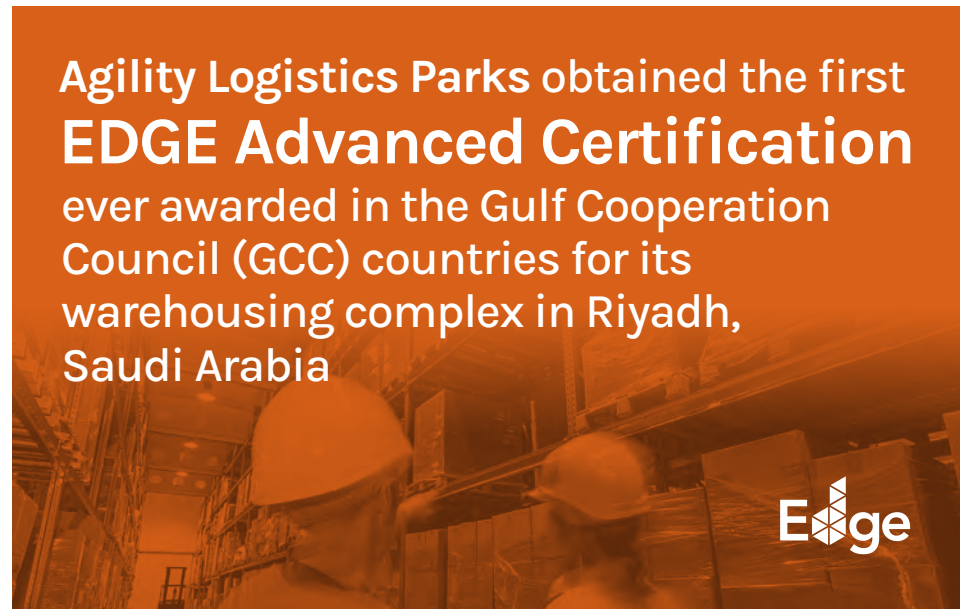 Agility Logistics Parks obtained the first
EDGE Advanced Certification
ever awarded in the Gulf Cooperation
Council (GCC) countries for its
warehousing complex in Riyadh,
Saudi Arabia
Edge